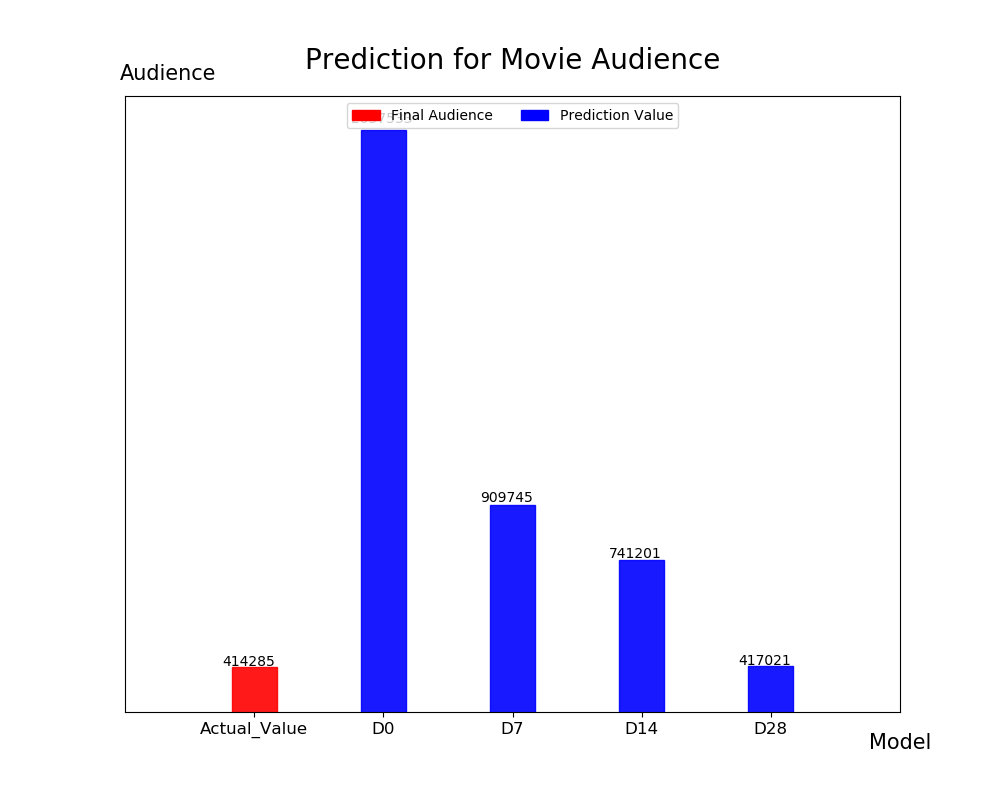 Prediction for Movie Audience
Audience
Final Audience
Prediction Value
909745
741201
414285
417021
Actual_Value
D0
D7
D14
D28
Model